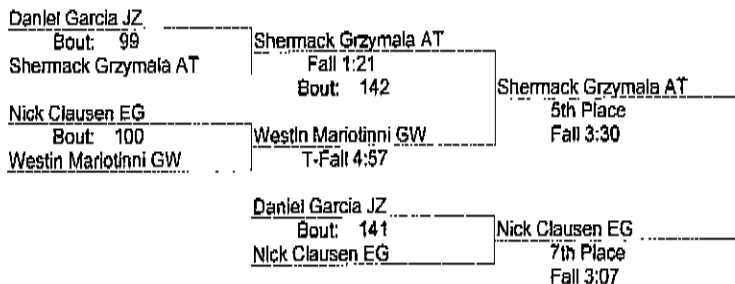 Daniel Garcia JZ
Bout: 99
Shermack Grzymala AT
Shermack Grzymala AT
Fall 1:21
Bout: 142
Nick Clausen EG
Bout: 100
Westin Mariotinni GW
Westin Mariotinni GW
T-Fall 4:57
Shermack Grzymala AT
5th Place
Fall 3:30
Daniel Garcia JZ
Bout: 141
Nick Clausen EG
Nick Clausen EG
7th Place
Fall 3:07